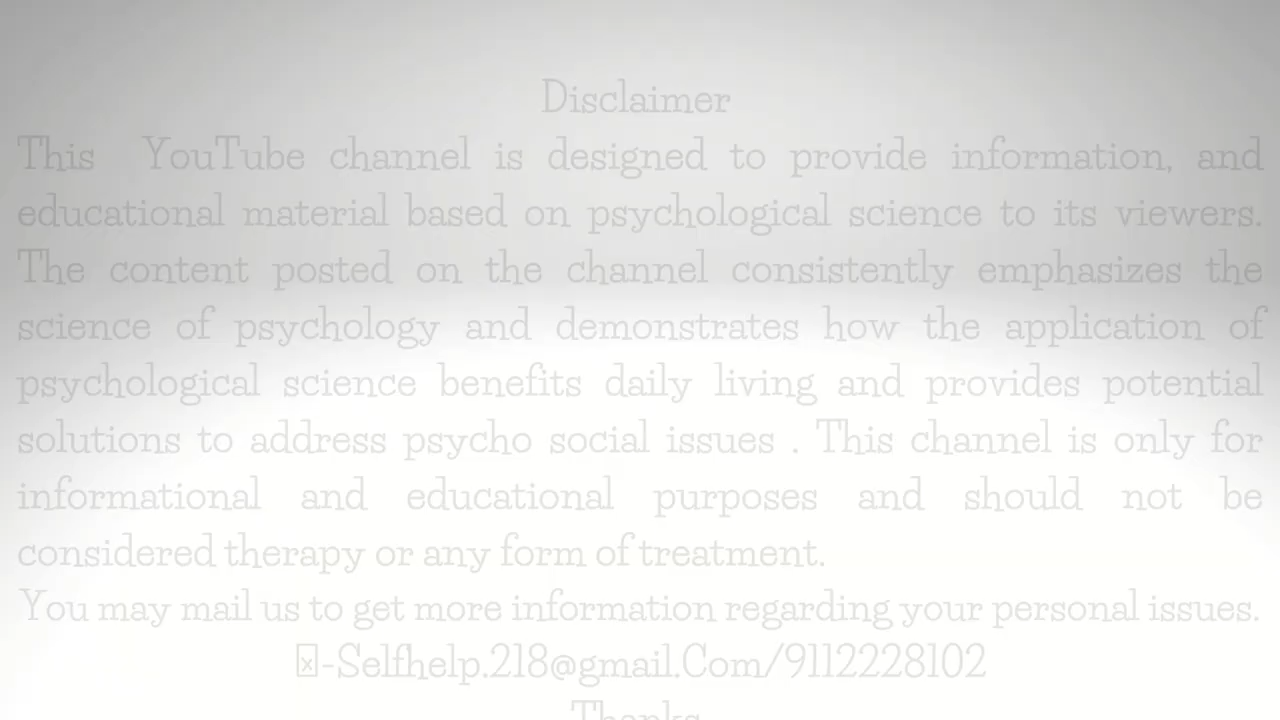 Disclaimer
This YouTube channel is designed to provide information, and
educational material based on psychological science to its viewers.
The content posted on the channel consistently emphasizes the
science of psychology and demonstrates how the application of
psychological science benefits daily living and provides potential
solutions to address psycho social issues . This channel is only for
informational and educational purposes and should not be
considered therapy or any form of treatment.
You may mail us to get more information regarding your personal issues.
-Selfhelp.218@gmail.Com/9112228102
Thanks